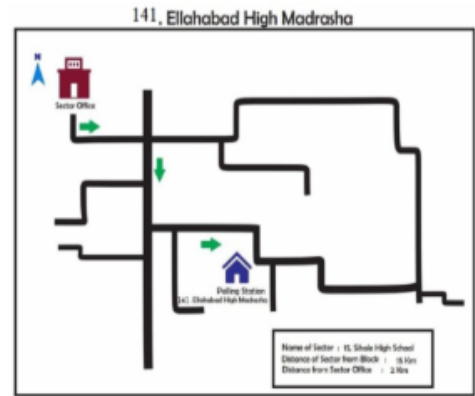 141, Ellahabad High Madrasha
N
Sector Office
Polling Station
141. Ellahabad High Madrasha
Name of Sector : 15, Sihole High School
Distance of Sector from Block : 15 Km
Distance from Sector Office : 2 Kms